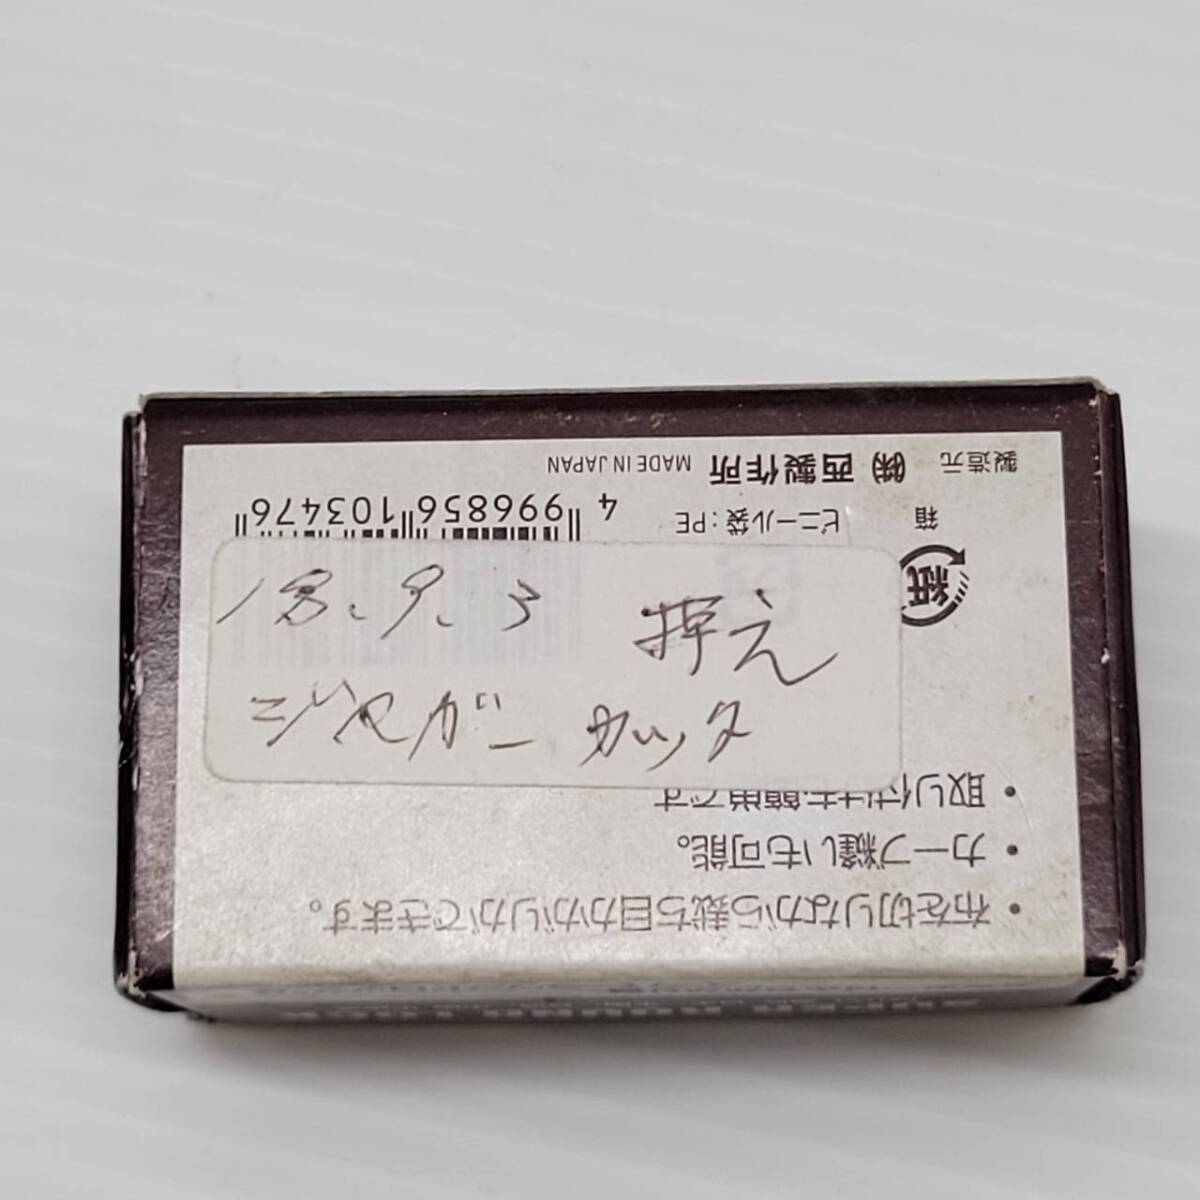 18、9、3 押え
ジャガー カッタ
・布を切りながら裁ち目かがりができます。
・カーブ縫いも可能。
・取り付けも簡単です
紙
箱 ビニール袋：PE
4 996856 103476
製造元 ㈱ 西製作所 MADE IN JAPAN